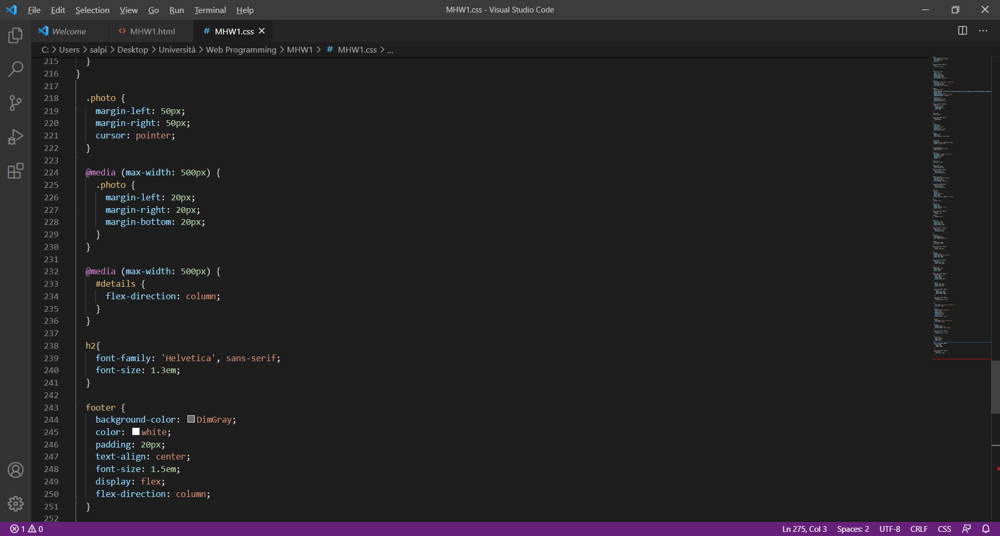 File Edit Selection View Go Run Terminal Help MHW1.css - Visual Studio Code
Welcome <> MHW1.html # MHW1.css
C: > Users > salpi > Desktop > Università > Web Programming > MHW1 > # MHW1.css > ...
215 }
216 }
217
218 .photo {
219 margin-left: 50px;
220 margin-right: 50px;
221 cursor: pointer;
222 }
223
224 @media (max-width: 500px) {
225 .photo {
226 margin-left: 20px;
227 margin-right: 20px;
228 margin-bottom: 20px;
229 }
230 }
231
232 @media (max-width: 500px) {
233 #details {
234 flex-direction: column;
235 }
236 }
237
238 h2{
239 font-family: 'Helvetica', sans-serif;
240 font-size: 1.3em;
241 }
242
243 footer {
244 background-color: DimGray;
245 color: white;
246 padding: 20px;
247 text-align: center;
248 font-size: 1.5em;
249 display: flex;
250 flex-direction: column;
251 }
252
1 0 Ln 275, Col 3 Spaces: 2 UTF-8 CRLF CSS